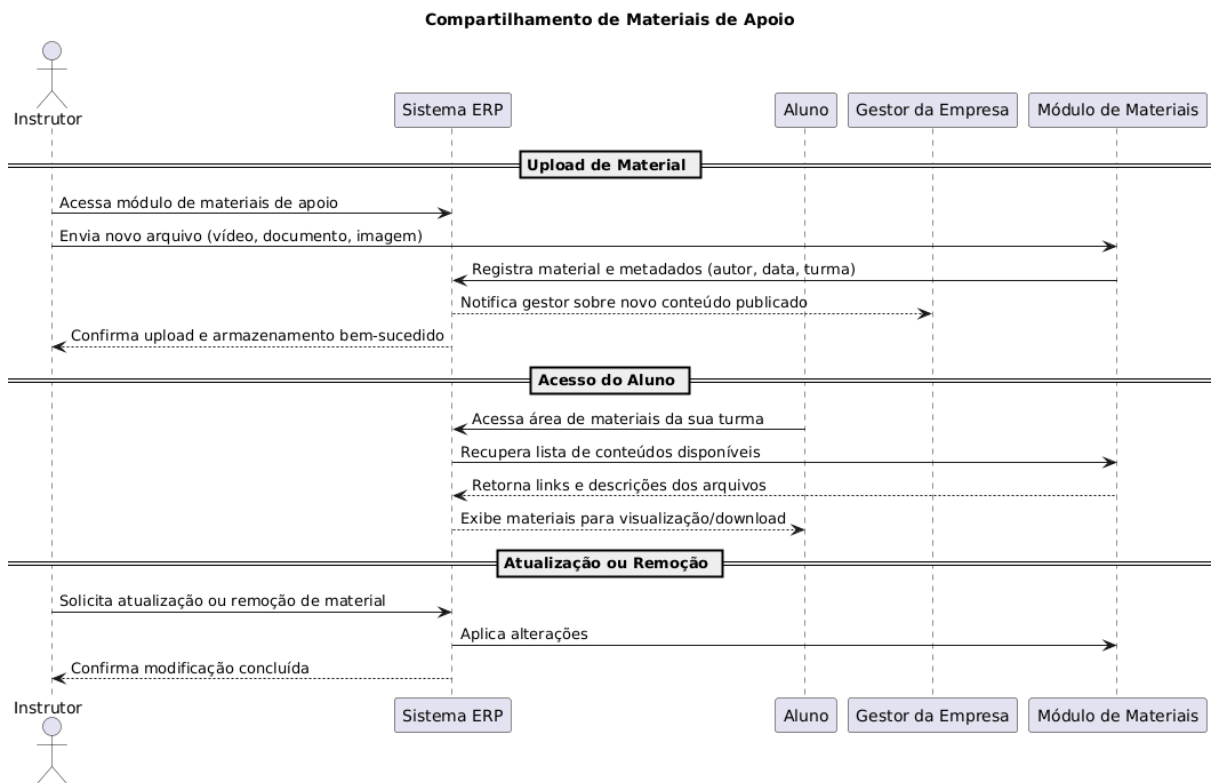 Compartilhamento de Materiais de Apoio
Instrutor
Sistema ERP
Aluno
Gestor da Empresa
Módulo de Materiais
Upload de Material
Acessa módulo de materiais de apoio
Envia novo arquivo (vídeo, documento, imagem)
Registra material e metadados (autor, data, turma)
Notifica gestor sobre novo conteúdo publicado
Confirma upload e armazenamento bem-sucedido
Acesso do Aluno
Acessa área de materiais da sua turma
Recupera lista de conteúdos disponíveis
Retorna links e descrições dos arquivos
Exibe materiais para visualização/download
Atualização ou Remoção
Solicita atualização ou remoção de material
Aplica alterações
Confirma modificação concluída
Instrutor
Sistema ERP
Aluno
Gestor da Empresa
Módulo de Materiais